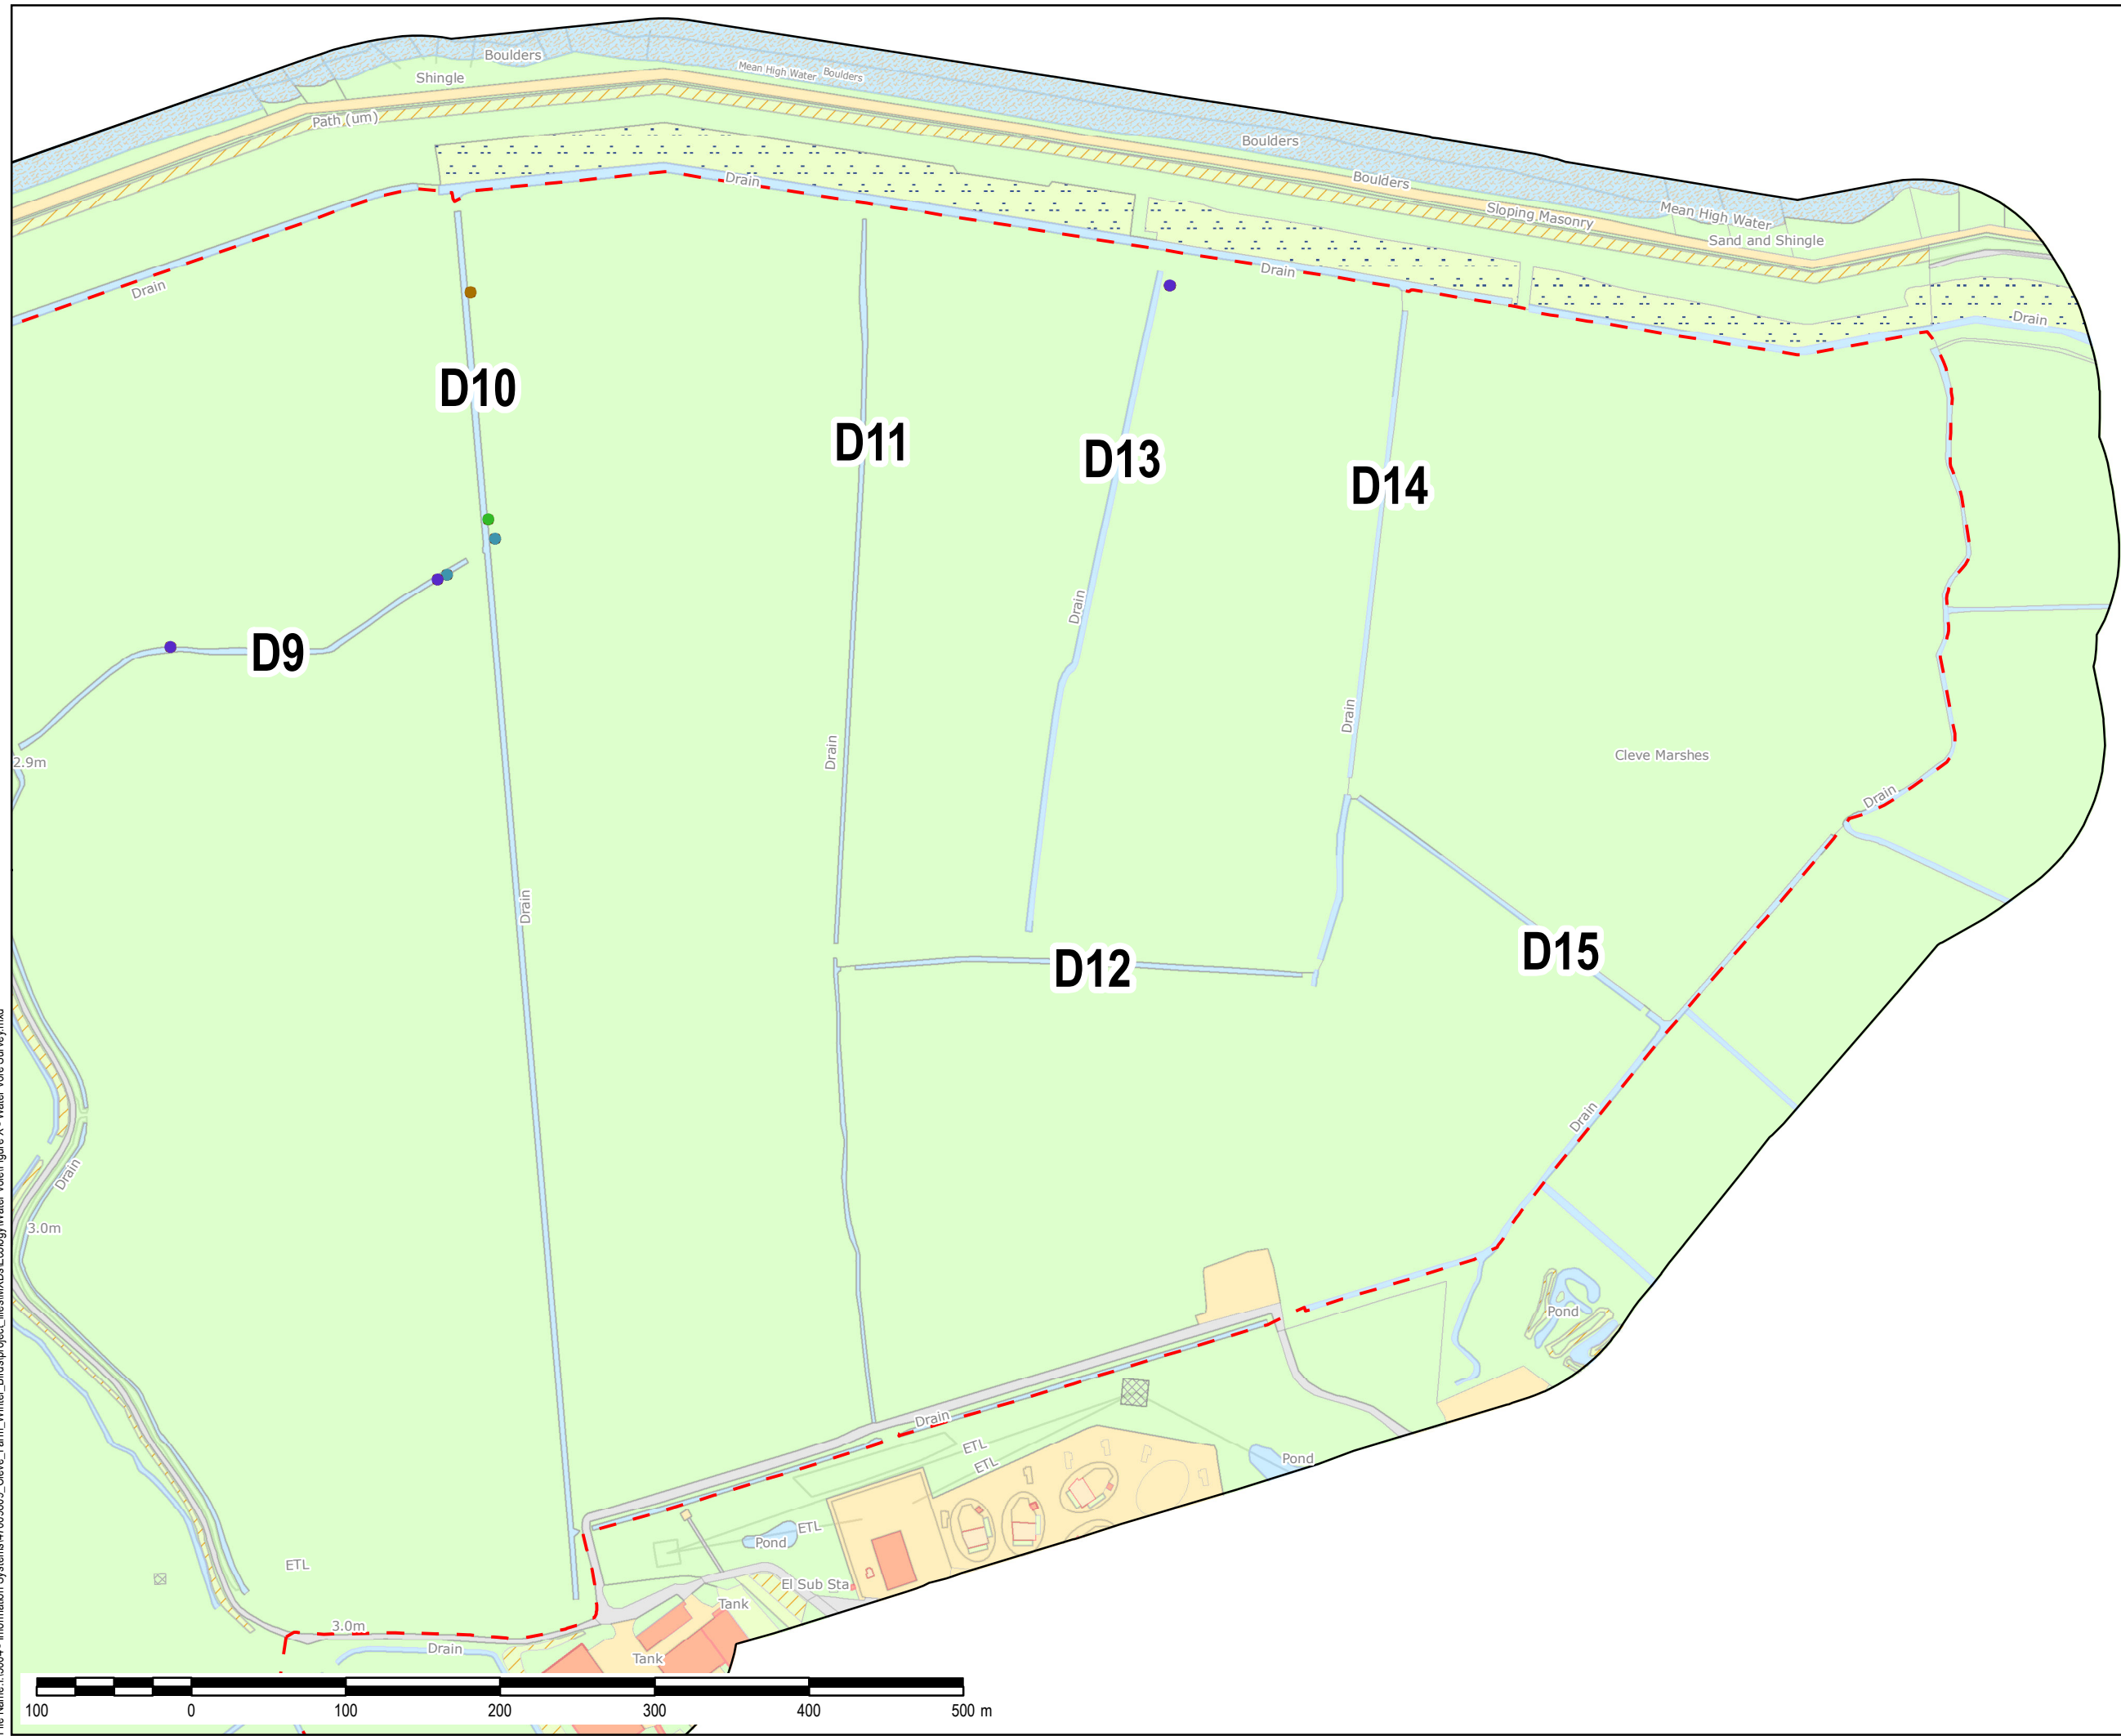 Boulders
Shingle
Mean High Water
Boulders
Path (um)
Boulders
Drain
Boulders
Sloping Masonry
Mean High Water
Sand and Shingle
Drain
Drain
Drain
D10
D11
D13
D14
Drain
D9
Drain
Drain
Drain
2.9m
Cleve Marshes
Drain
Drain
D15
D12
Drain
Drain
3.0m
Pond
Drain
ETL
ETL
Pond
ETL
Pond
ETL
El Sub Sta
Tank
3.0m
Drain
Tank
100
0
100
200
300
400
500 m